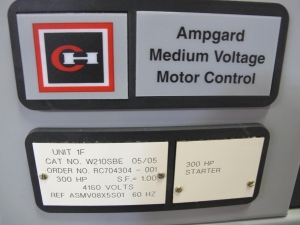 CH
Ampgard
Medium Voltage
Motor Control
UNIT 1F
CAT NO. W210SBE 05/05
ORDER NO. RC704304-001
300 HP S.F.= 1.00
4160 VOLTS
REF ASMV08X5S01 60 HZ
300 HP
STARTER